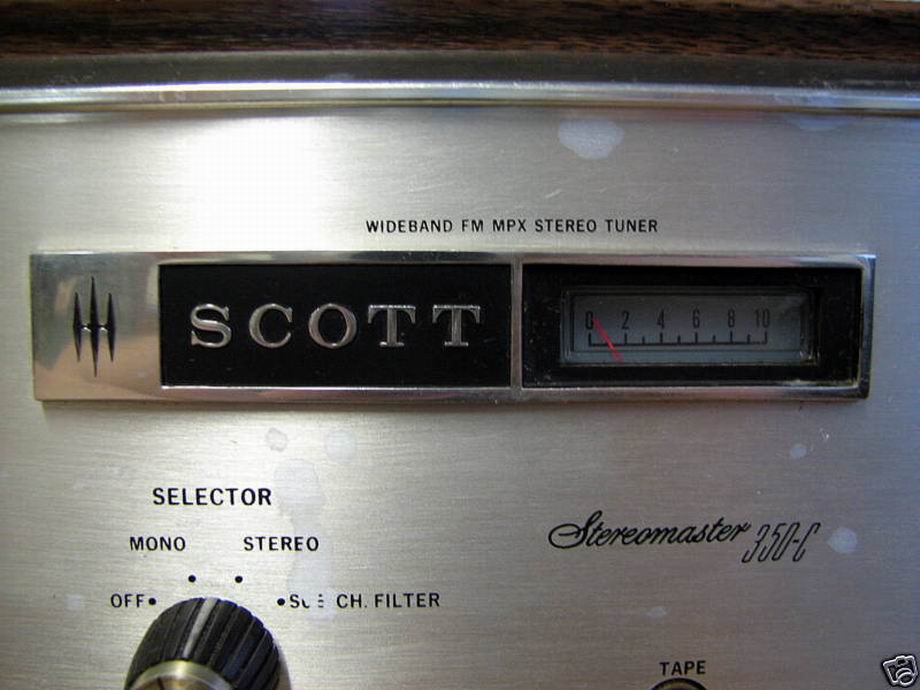 WIDEBAND FM MPX STEREO TUNER
SCOTT
0 2 4 6 8 10
SELECTOR
MONO STEREO
Stereomaster 350-C
OFF CH. FILTER
TAPE